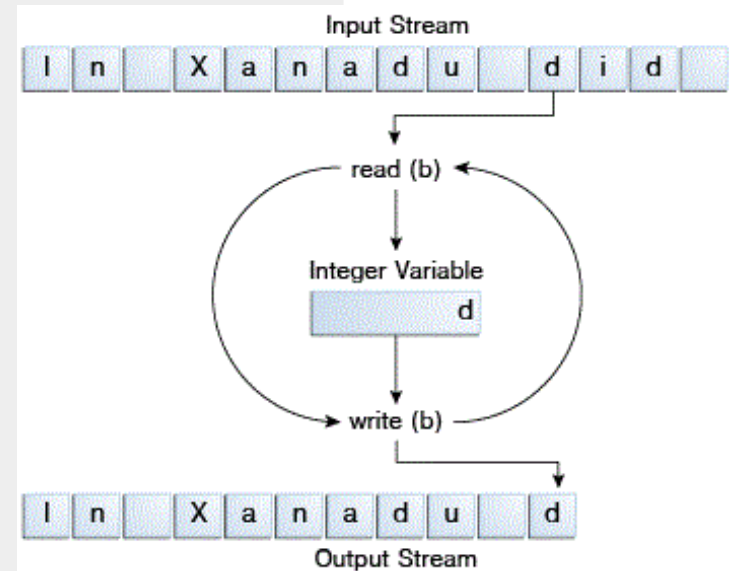 Input Stream
I n X a n a d u d i d
read (b)
Integer Variable
d
write (b)
I n X a n a d u d
Output Stream